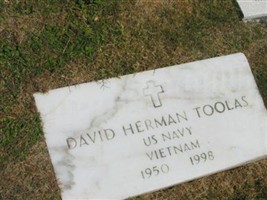 DAVID HERMAN TOOLAS
US NAVY
VIETNAM
1950 1998